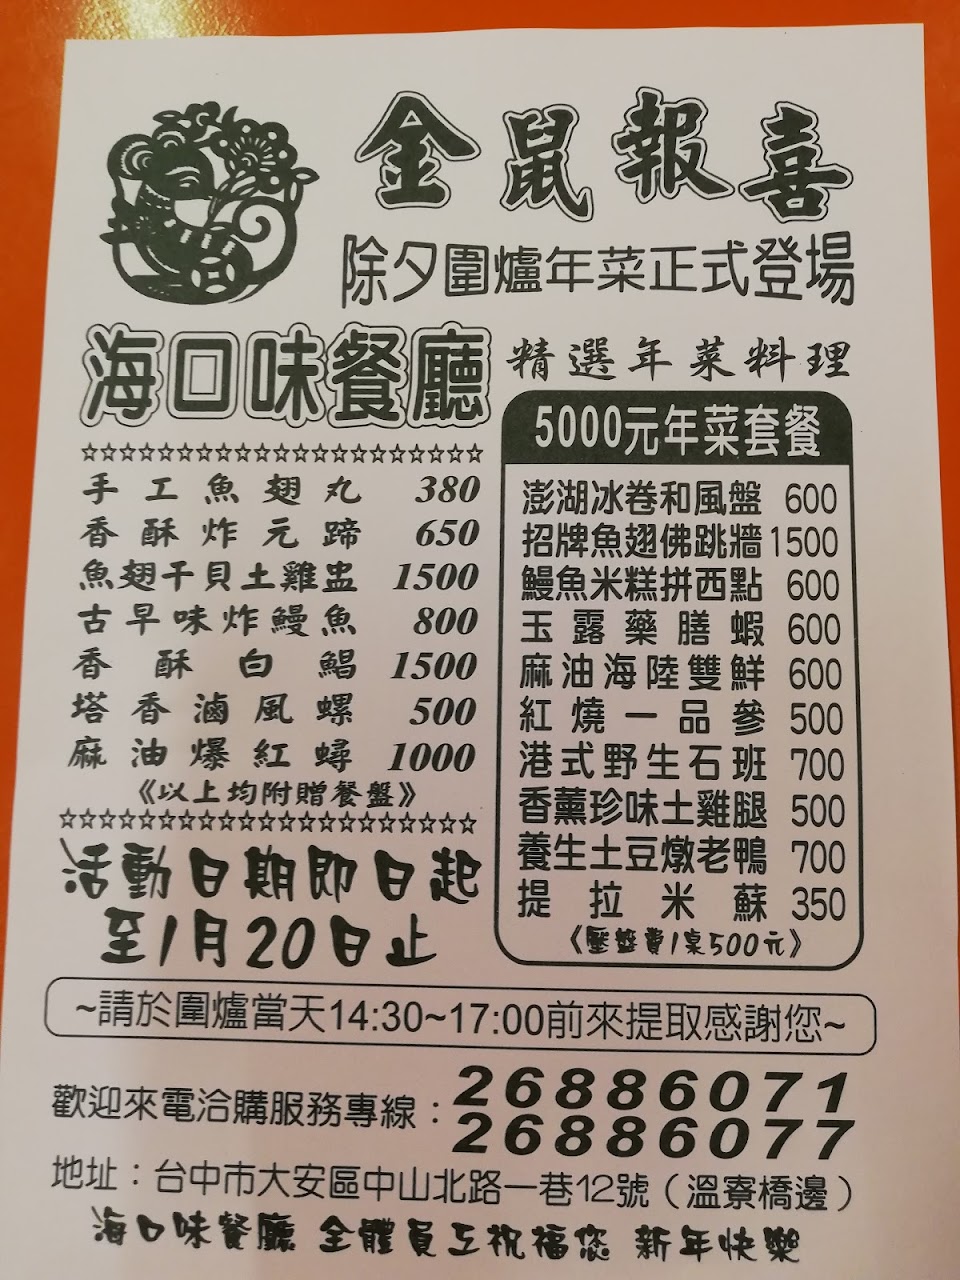 金鼠報喜
除夕圍爐年菜正式登場
海口味餐廳
精選年菜料理
☆☆☆☆☆☆☆☆☆☆☆☆☆☆☆☆☆☆☆☆☆
手工魚翅丸 380
香酥炸元蹄 650
魚翅干貝土雞盅 1500
古早味炸鰻魚 800
香酥白鯧 1500
塔香滷風螺 500
麻油爆紅蟳 1000
《以上均附贈餐盤》
☆☆☆☆☆☆☆☆☆☆☆☆☆☆☆☆☆☆☆☆☆
活動日期即日起
至1月20日止
5000元年菜套餐
澎湖冰卷和風盤 600
招牌魚翅佛跳牆 1500
鰻魚米糕拼西點 600
玉露藥膳蝦 600
麻油海陸雙鮮 600
紅燒一品參 500
港式野生石班 700
香薰珍味土雞腿 500
養生土豆燉老鴨 700
提拉米蘇 350
《壓盤費1桌500元》
~請於圍爐當天14:30~17:00前來提取感謝您~
歡迎來電洽購服務專線：26886071
26886077
地址：台中市大安區中山北路一巷12號（溫寮橋邊）
海口味餐廳 全體員工祝福您 新年快樂